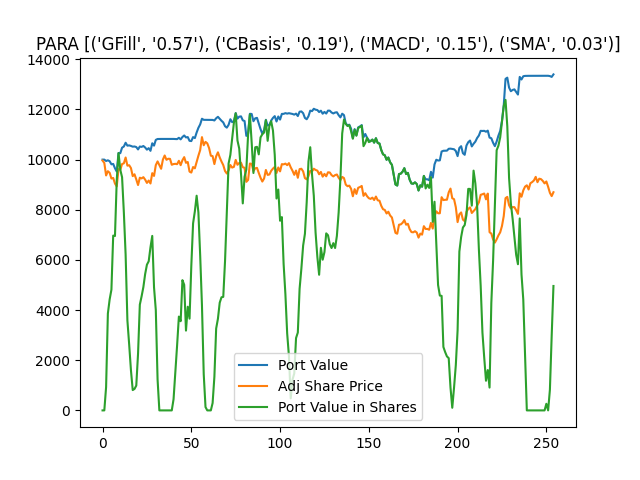 PARA [('GFill', '0.57'), ('CBasis', '0.19'), ('MACD', '0.15'), ('SMA', '0.03')]
14000
12000
10000
8000
6000
4000
2000
0
Port Value
Adj Share Price
Port Value in Shares
0 50 100 150 200 250